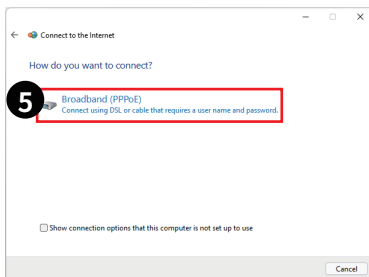 Connect to the Internet
How do you want to connect?
5
Broadband (PPPoE)
Connect using DSL or cable that requires a user name and password.
Show connection options that this computer is not set up to use
Cancel